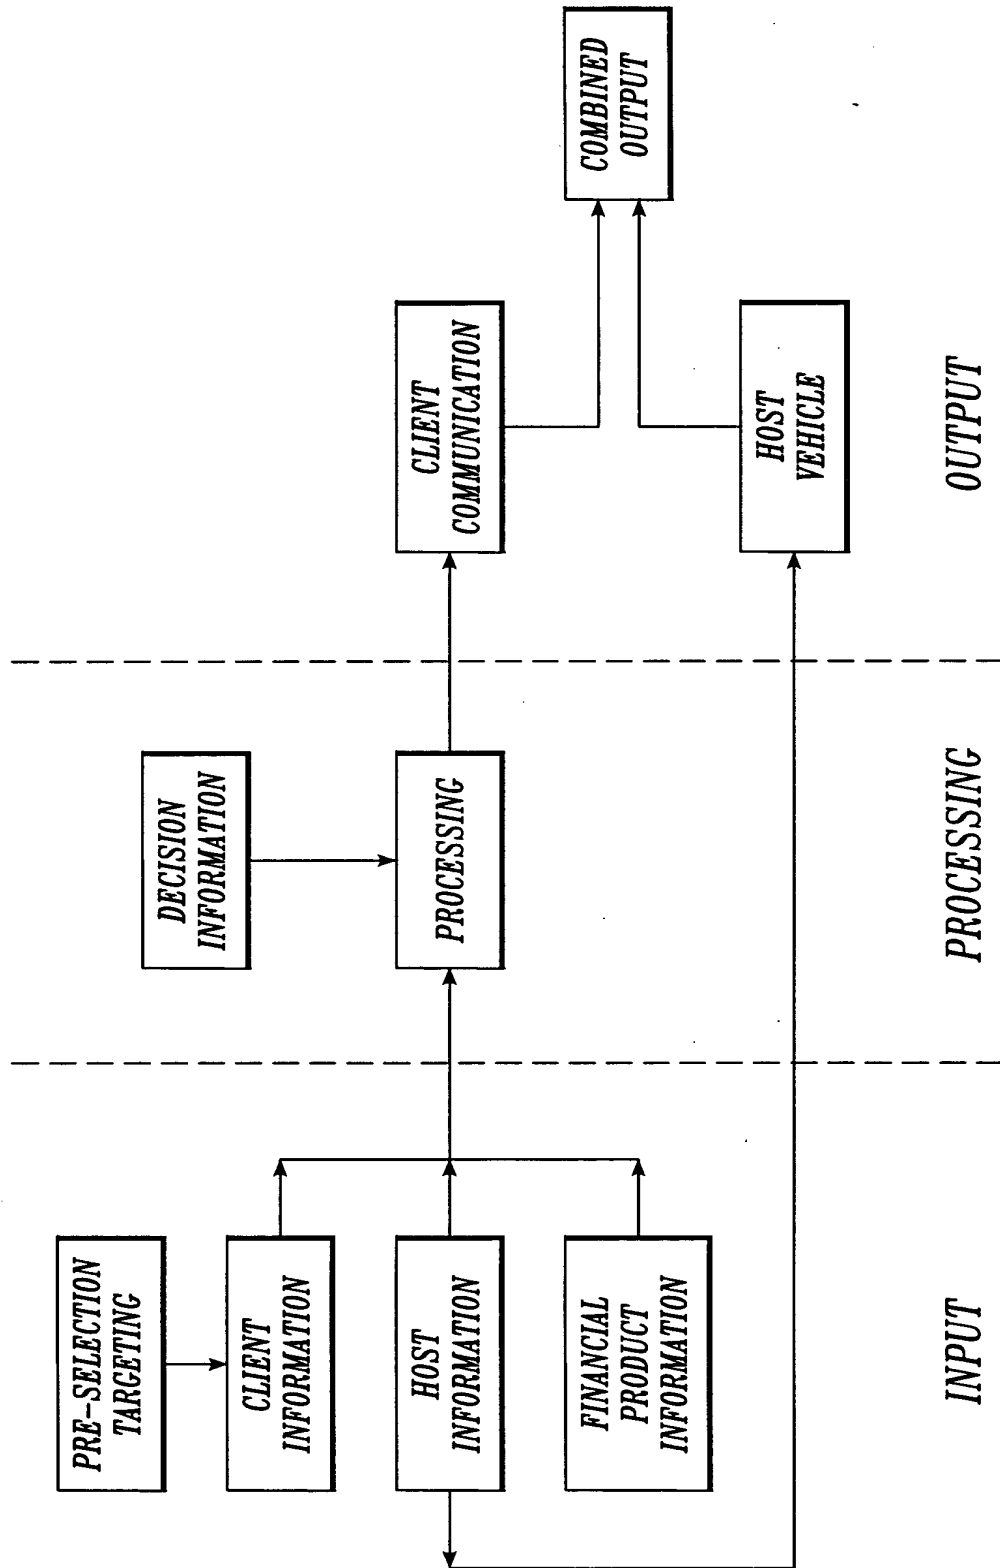 PRE-SELECTION
TARGETING
CLIENT
INFORMATION
HOST
INFORMATION
FINANCIAL
PRODUCT
INFORMATION
INPUT
DECISION
INFORMATION
PROCESSING
PROCESSING
CLIENT
COMMUNICATION
HOST
VEHICLE
COMBINED
OUTPUT
OUTPUT